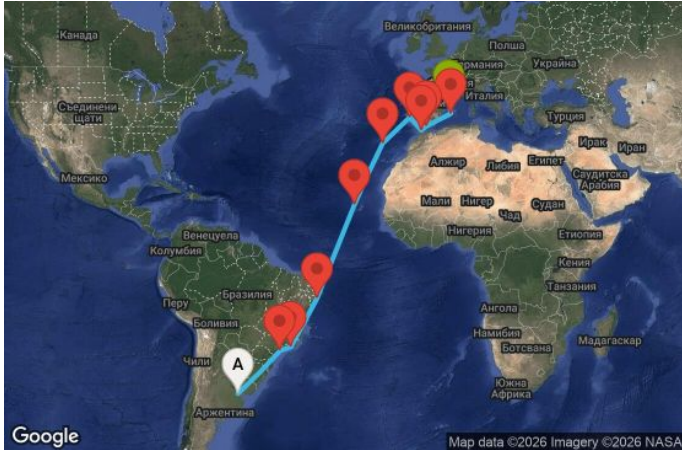 Канада
Великобритания
Полша
Германия
Украйна
Италия
Съединени
щати
Турция
Ирак
Иран
Мексико
Алжир
Либия
Египет
Саудитска
Арабия
Мали
Нигер
Чад
Судан
Венецуела
Колумбия
Нигерия
Етиопия
Кения
Перу
Бразилия
Танзания
Боливия
Ангола
Намибия
Ботсвана
Мадагаскар
Чили
A
Южна
Африка
Аржентина
Google
Map data ©2026 Imagery ©2026 NASA